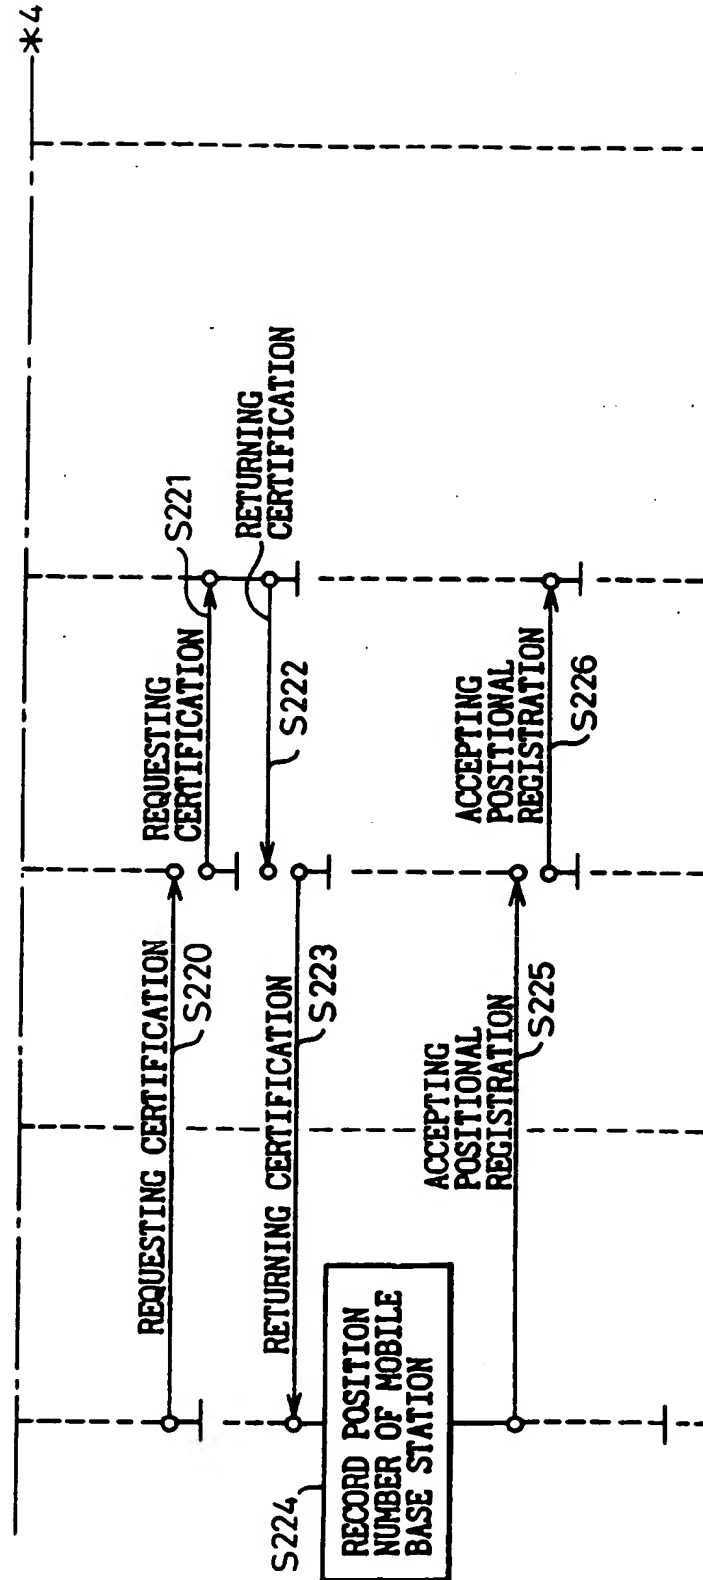 *4
REQUESTING CERTIFICATION
S220
REQUESTING
CERTIFICATION
S221
RETURNING
CERTIFICATION
S222
RETURNING CERTIFICATION
S223
S224
RECORD POSITION
NUMBER OF MOBILE
BASE STATION
ACCEPTING
POSITIONAL
REGISTRATION
S225
ACCEPTING
POSITIONAL
REGISTRATION
S226